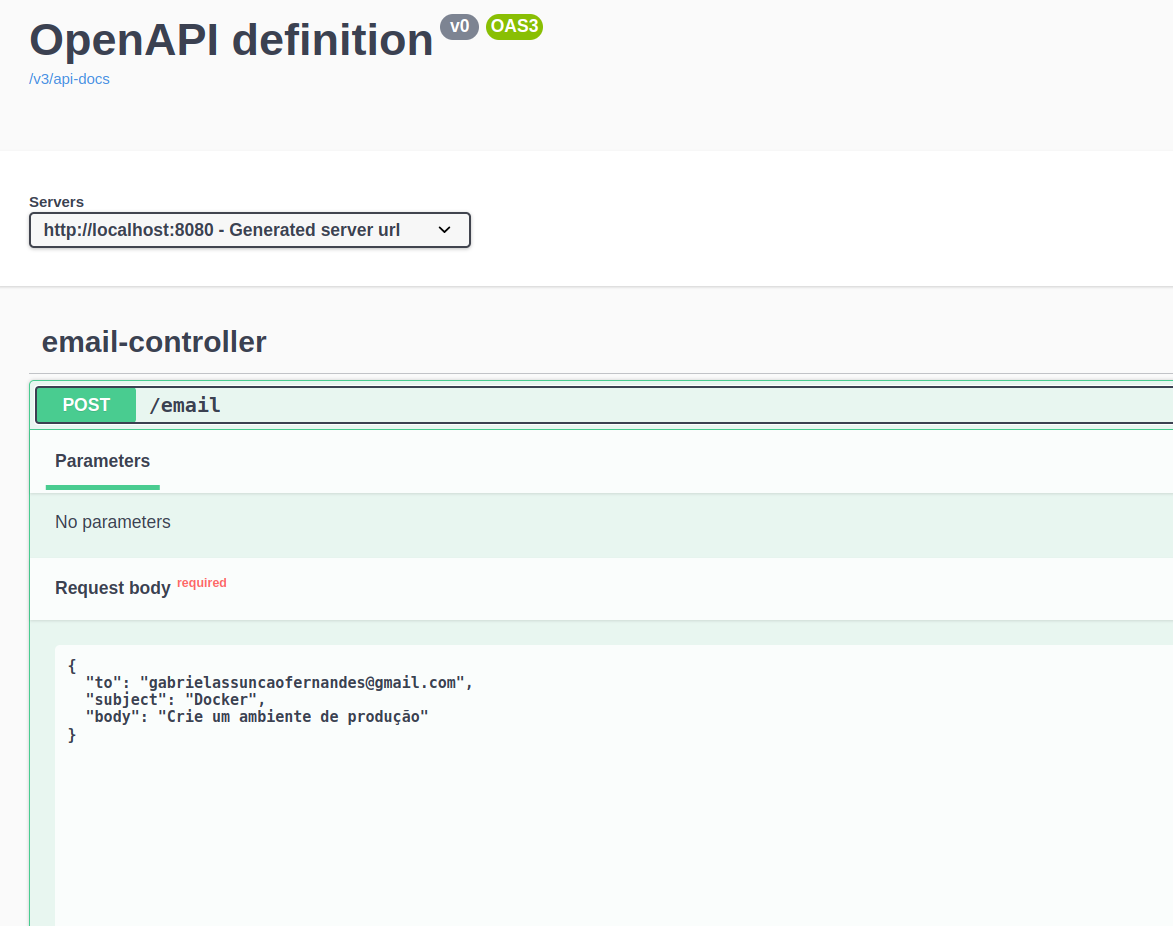 OpenAPI definition v0 OAS3
/v3/api-docs
Servers
http://localhost:8080 - Generated server url
email-controller
POST /email
Parameters
No parameters
Request body required
{
  "to": "gabrielassuncaofernandes@gmail.com",
  "subject": "Docker",
  "body": "Crie um ambiente de produção"
}